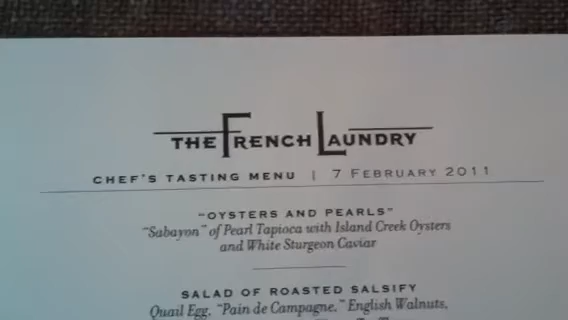 THE FRENCH LAUNDRY
CHEF'S TASTING MENU | 7 FEBRUARY 2011
"OYSTERS AND PEARLS"
"Sabayon" of Pearl Tapioca with Island Creek Oysters
and White Sturgeon Caviar
SALAD OF ROASTED SALSIFY
Quail Egg, "Pain de Campagne," English Walnuts,